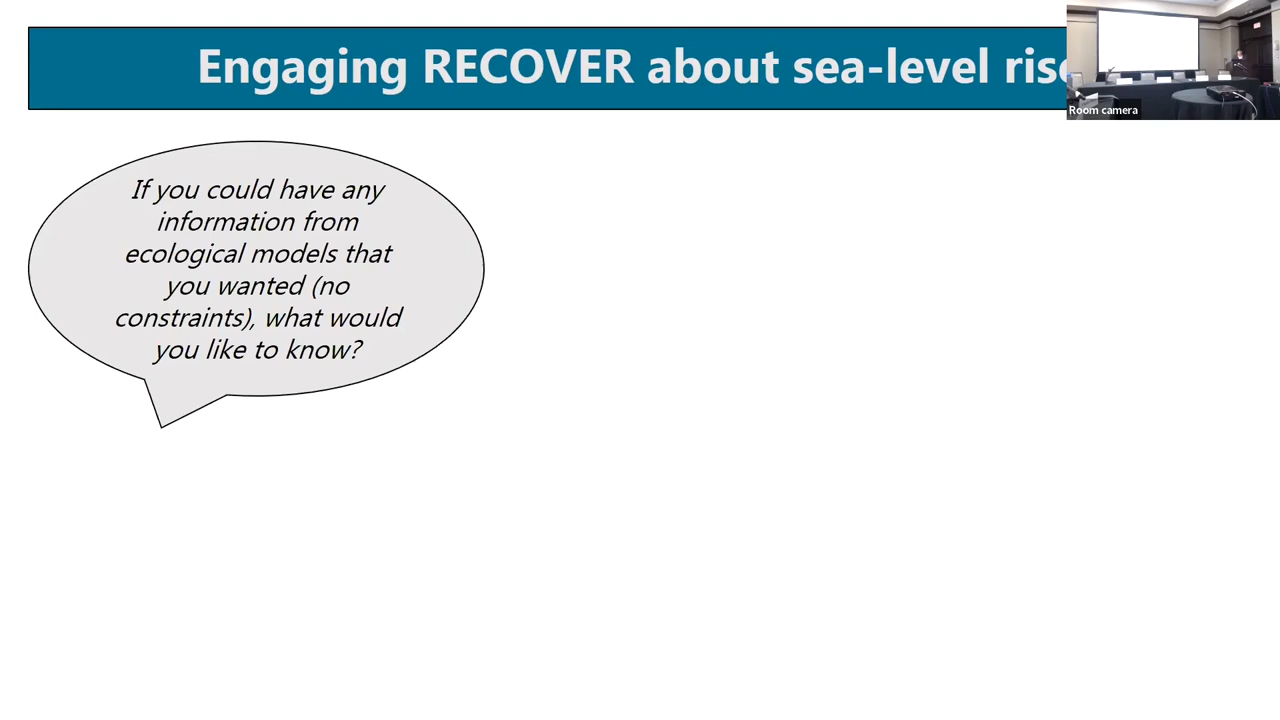 Engaging RECOVER about sea-level rise
Room camera
If you could have any
information from
ecological models that
you wanted (no
constraints), what would
you like to know?